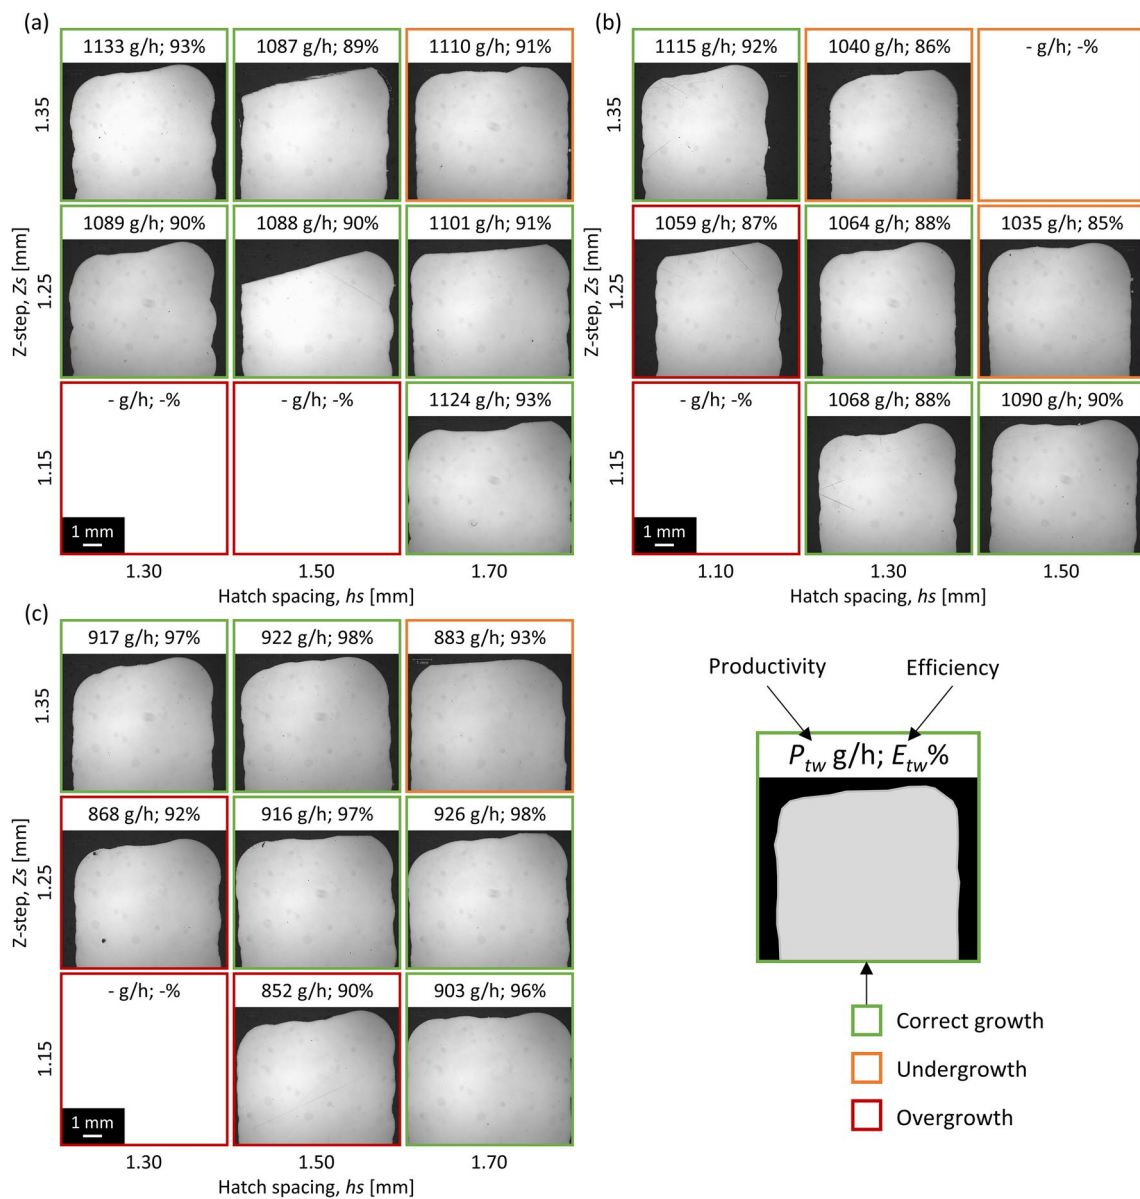 (a)
1133 g/h; 93%
1087 g/h; 89%
1110 g/h; 91%
1.35
1089 g/h; 90%
1088 g/h; 90%
1101 g/h; 91%
1.25
Z-step, Zs [mm]
- g/h; -%
- g/h; -%
1124 g/h; 93%
1.15
1 mm
1.30
1.50
1.70
Hatch spacing, hs [mm]
(b)
1115 g/h; 92%
1040 g/h; 86%
- g/h; -%
1.35
1059 g/h; 87%
1064 g/h; 88%
1035 g/h; 85%
1.25
Z-step, Zs [mm]
- g/h; -%
1068 g/h; 88%
1090 g/h; 90%
1.15
1 mm
1.10
1.30
1.50
Hatch spacing, hs [mm]
(c)
917 g/h; 97%
922 g/h; 98%
883 g/h; 93%
1.35
868 g/h; 92%
916 g/h; 97%
926 g/h; 98%
1.25
Z-step, Zs [mm]
- g/h; -%
852 g/h; 90%
903 g/h; 96%
1.15
1 mm
1.30
1.50
1.70
Hatch spacing, hs [mm]
Productivity
Efficiency
Ptw g/h; Etw%
Correct growth
Undergrowth
Overgrowth